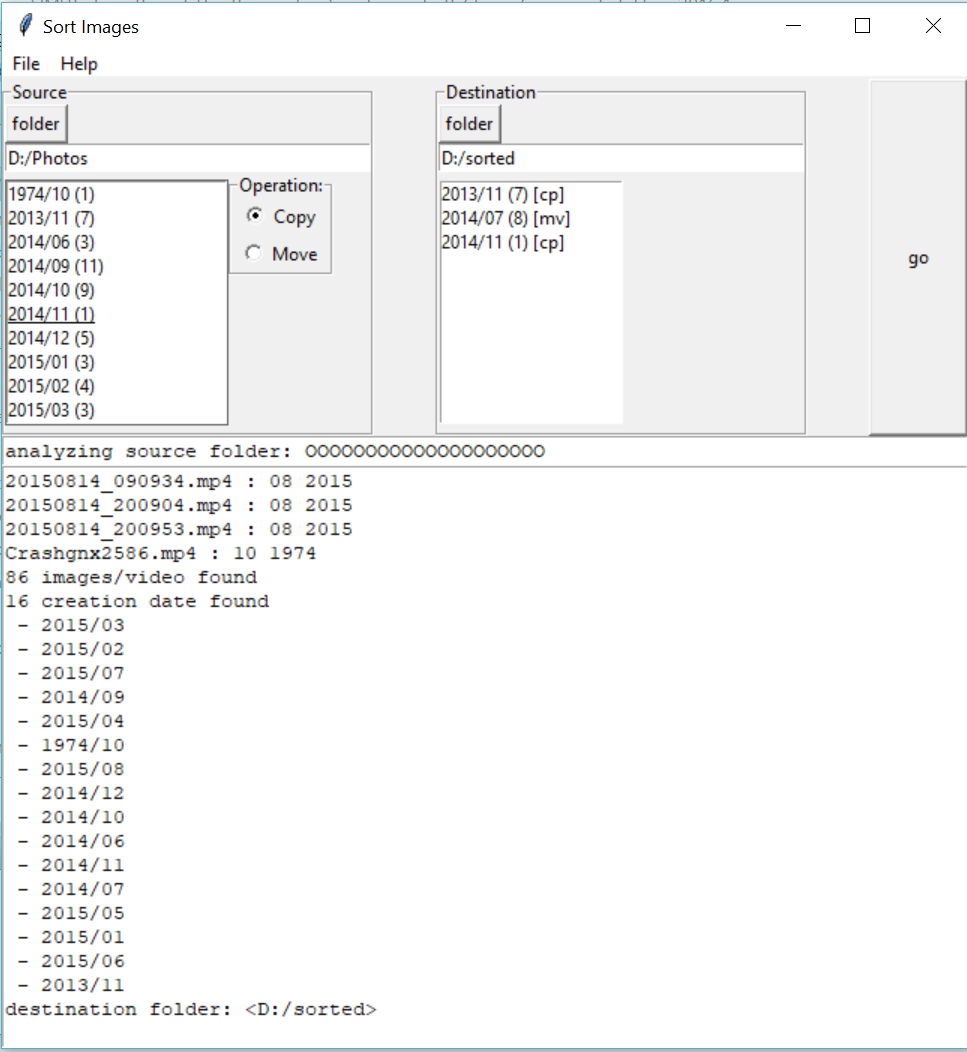 Sort Images
File Help
Source
folder
D:/Photos
1974/10 (1)
2013/11 (7)
2014/06 (3)
2014/09 (11)
2014/10 (9)
2014/11 (1)
2014/12 (5)
2015/01 (3)
2015/02 (4)
2015/03 (3)
Operation:
Copy
Move
Destination
folder
D:/sorted
2013/11 (7) [cp]
2014/07 (8) [mv]
2014/11 (1) [cp]
go
analyzing source folder: OOOOOOOOOOOOOOOOOOOO
20150814_090934.mp4 : 08 2015
20150814_200904.mp4 : 08 2015
20150814_200953.mp4 : 08 2015
Crashgnx2586.mp4 : 10 1974
86 images/video found
16 creation date found
- 2015/03
- 2015/02
- 2015/07
- 2014/09
- 2015/04
- 1974/10
- 2015/08
- 2014/12
- 2014/10
- 2014/06
- 2014/11
- 2014/07
- 2015/05
- 2015/01
- 2015/06
- 2013/11
destination folder: <D:/sorted>